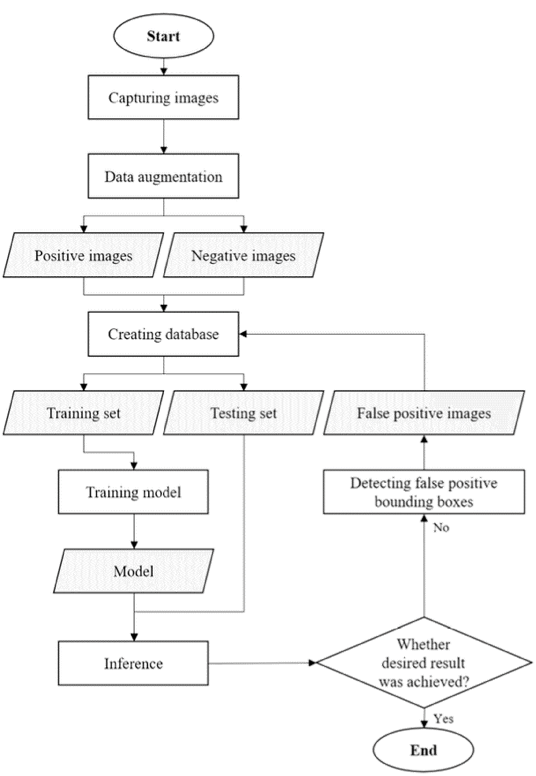 Start
Capturing images
Data augmentation
Positive images
Negative images
Creating database
Training set
Testing set
False positive images
Training model
Detecting false positive
bounding boxes
No
Model
Inference
Whether
desired result
was achieved?
Yes
End